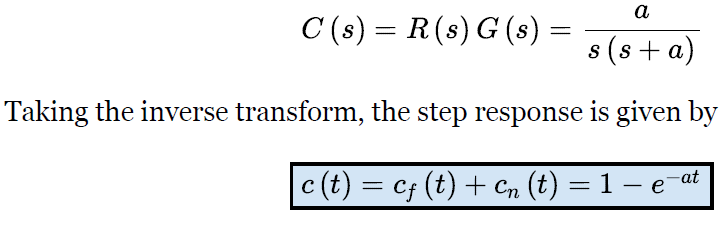 C (s) = R (s) G (s) = a / s (s + a)
Taking the inverse transform, the step response is given by
c (t) = c_f (t) + c_n (t) = 1 − e^{−at}